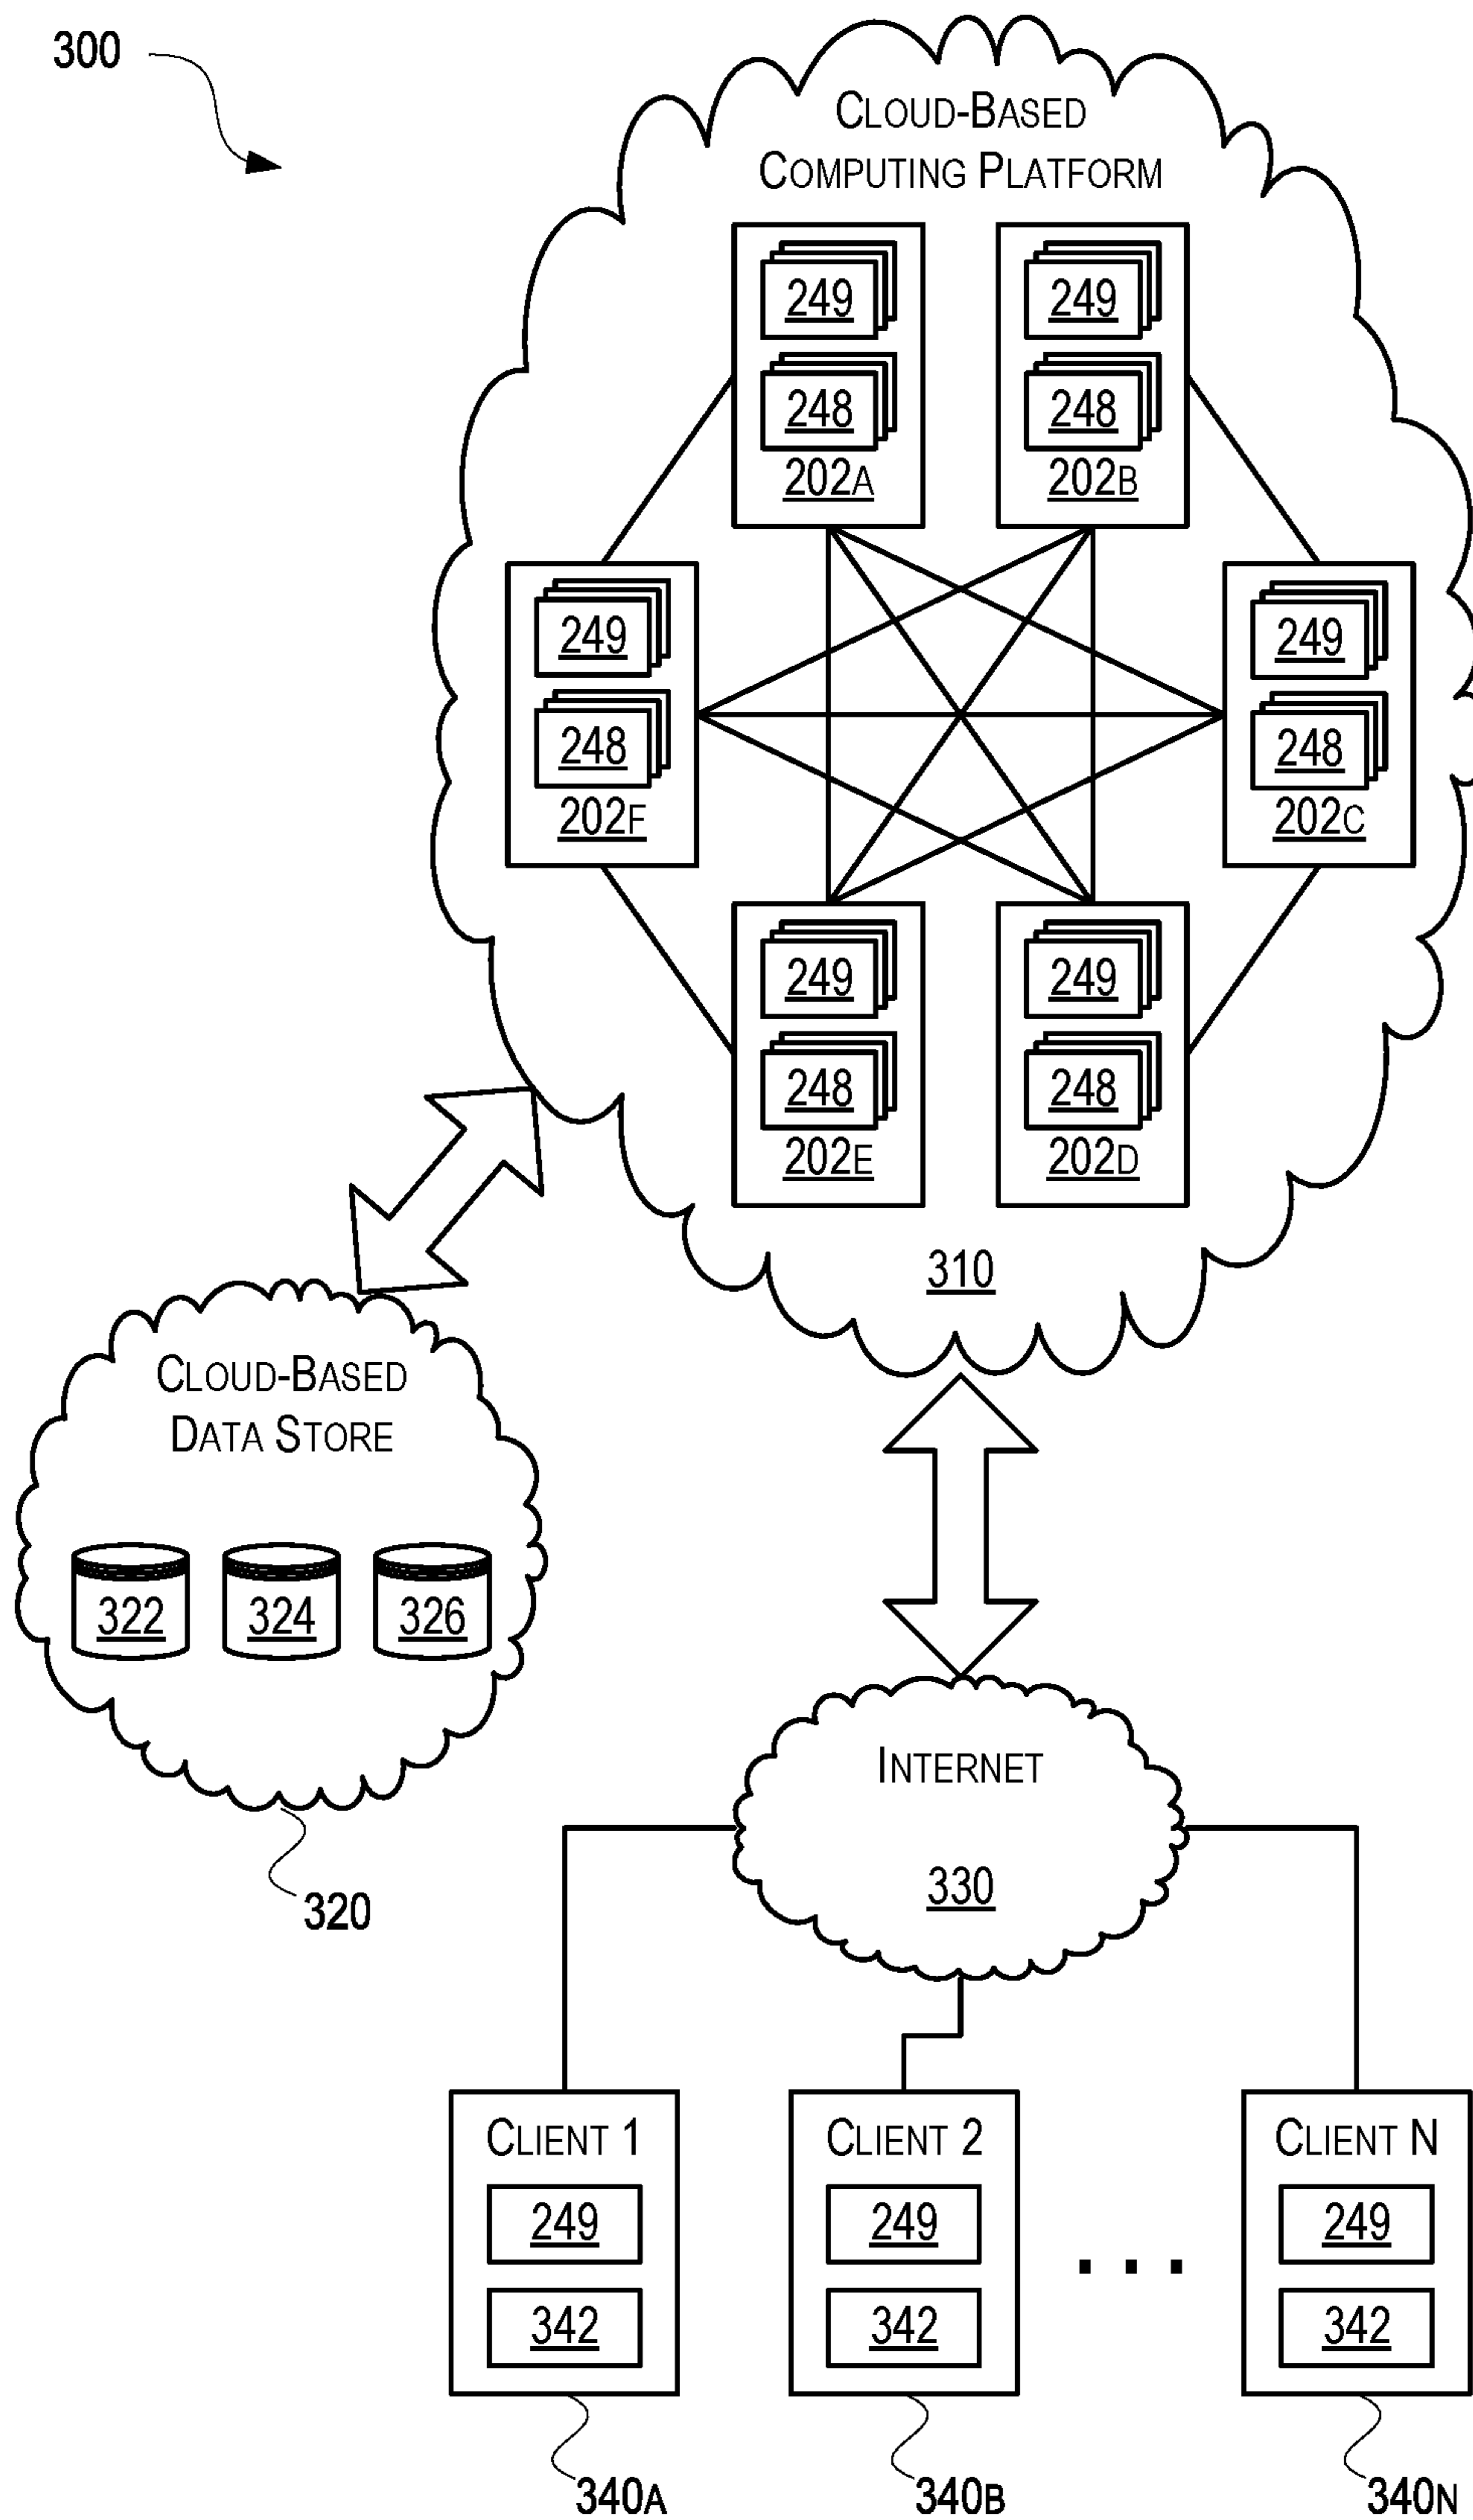 300
CLOUD-BASED
COMPUTING PLATFORM
249
248
202A
249
248
202B
249
248
202F
249
248
202C
249
248
202E
249
248
202D
310
CLOUD-BASED
DATA STORE
322
324
326
320
INTERNET
330
CLIENT 1
249
342
340A
CLIENT 2
249
342
340B
. . .
CLIENT N
249
342
340N